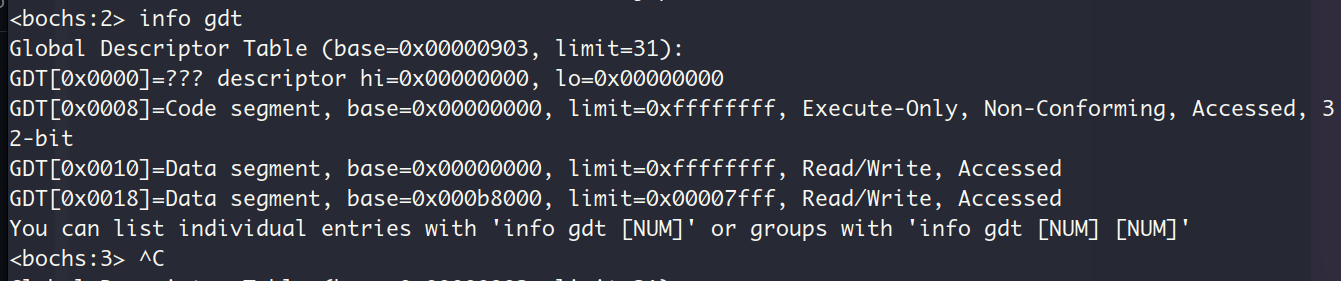 <bochs:2> info gdt
Global Descriptor Table (base=0x00000903, limit=31):
GDT[0x0000]=??? descriptor hi=0x00000000, lo=0x00000000
GDT[0x0008]=Code segment, base=0x00000000, limit=0xffffffff, Execute-Only, Non-Conforming, Accessed, 3
2-bit
GDT[0x0010]=Data segment, base=0x00000000, limit=0xffffffff, Read/Write, Accessed
GDT[0x0018]=Data segment, base=0x000b8000, limit=0x00007fff, Read/Write, Accessed
You can list individual entries with 'info gdt [NUM]' or groups with 'info gdt [NUM] [NUM]'
<bochs:3> ^C